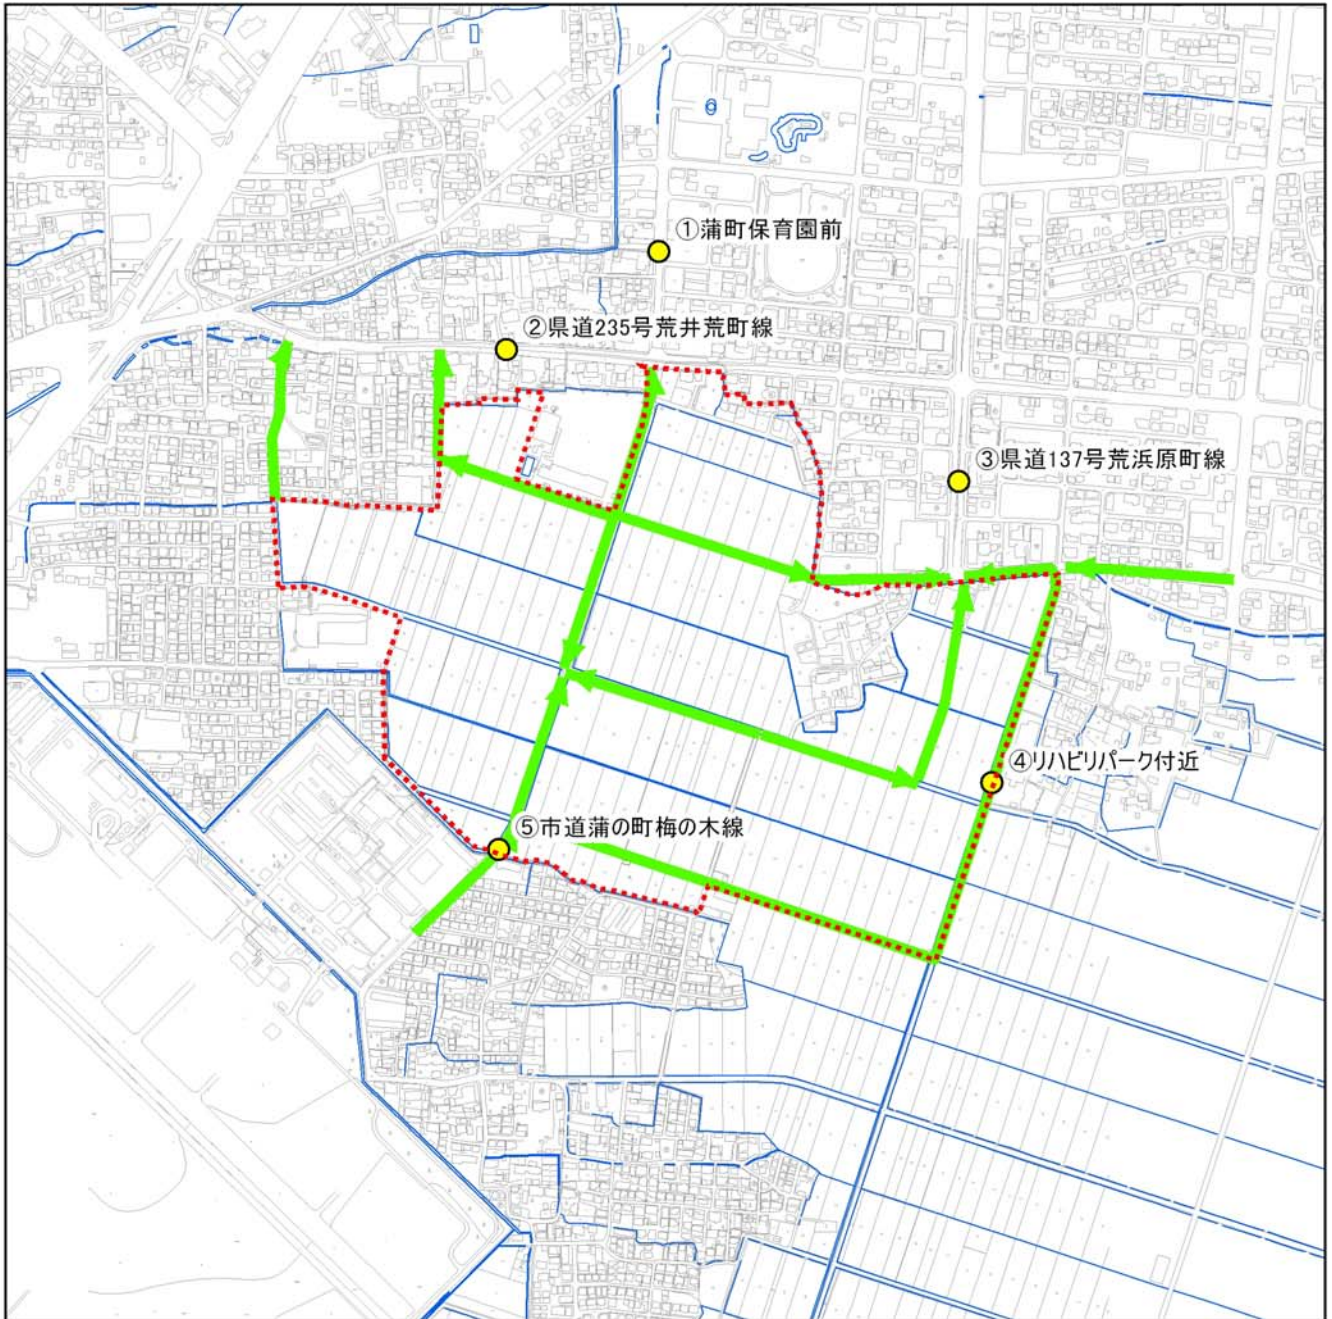 ①蒲町保育園前
②県道235号荒井荒町線
③県道137号荒浜原町線
④リハビリパーク付近
⑤市道蒲の町梅の木線